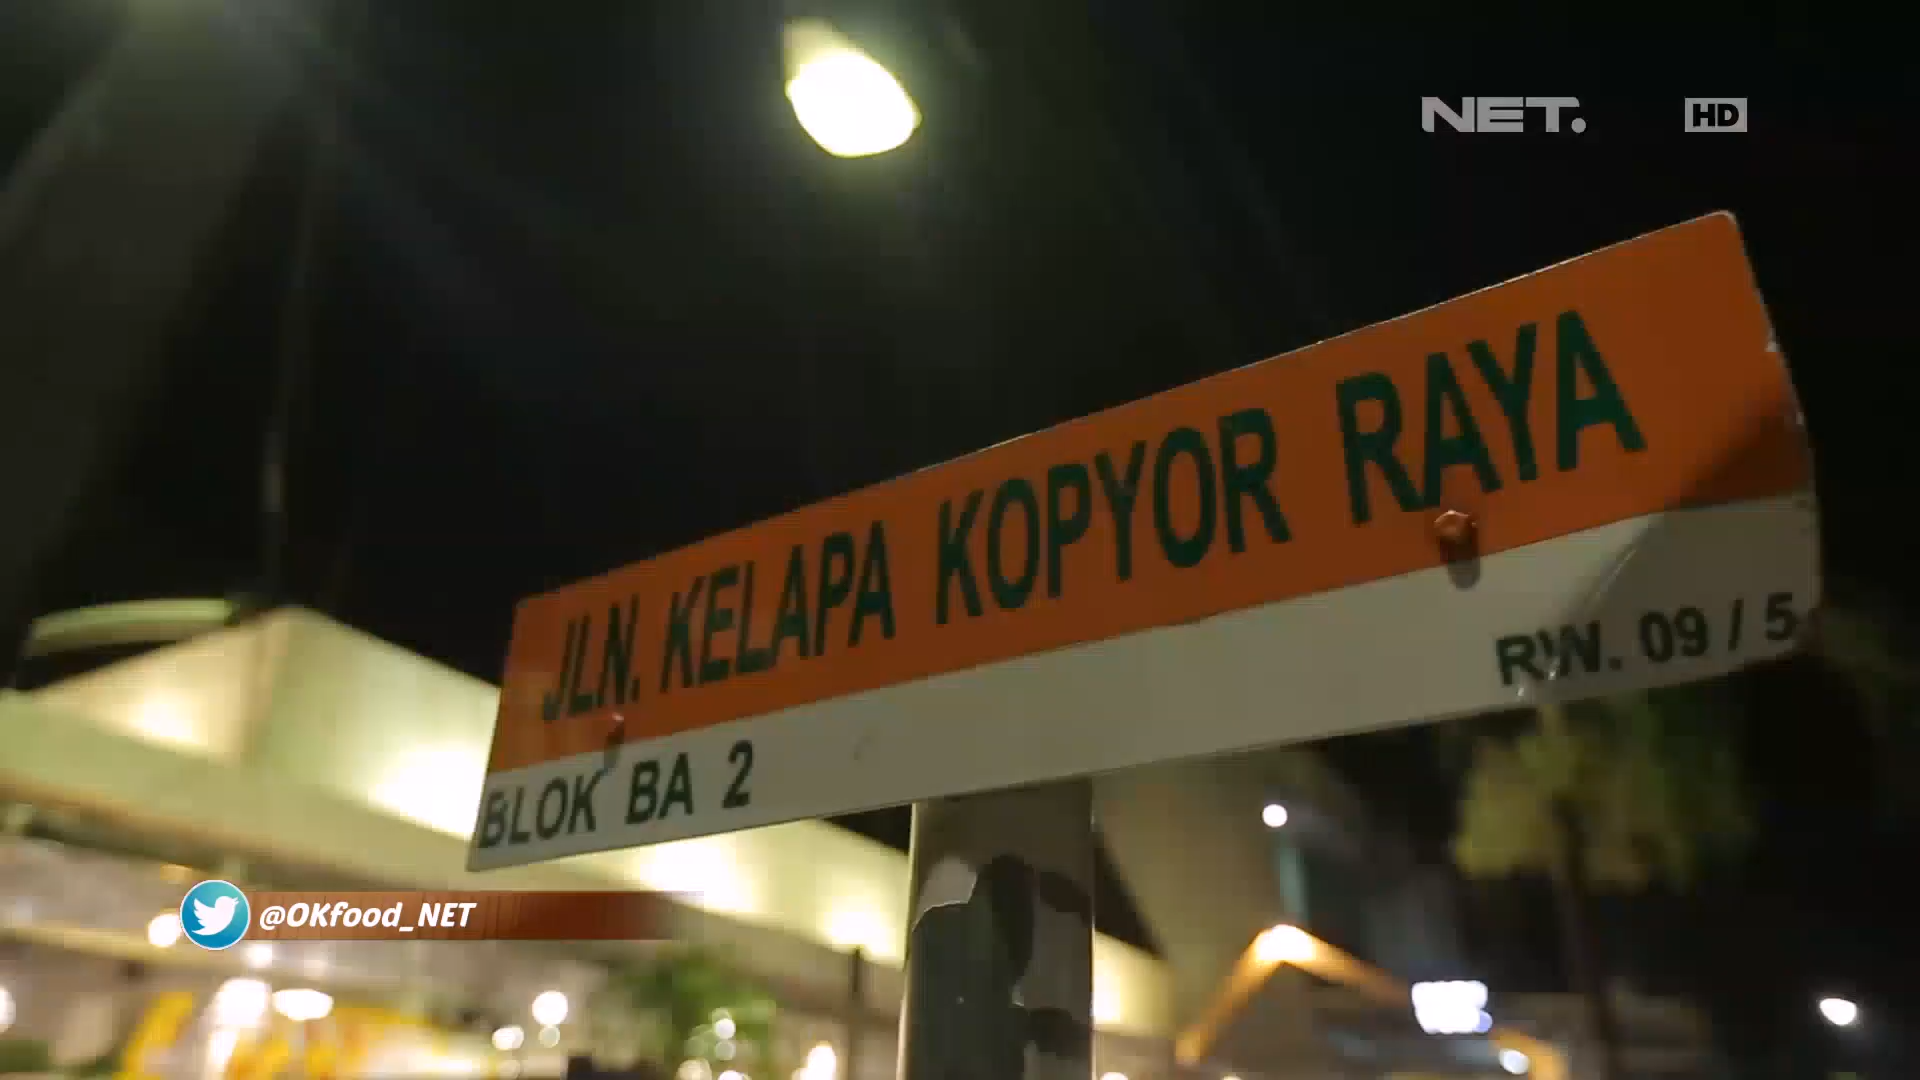 NET. HD
JLN. KELAPA KOPYOR RAYA
BLOK BA 2 RW. 09 / 5
@OKfood_NET